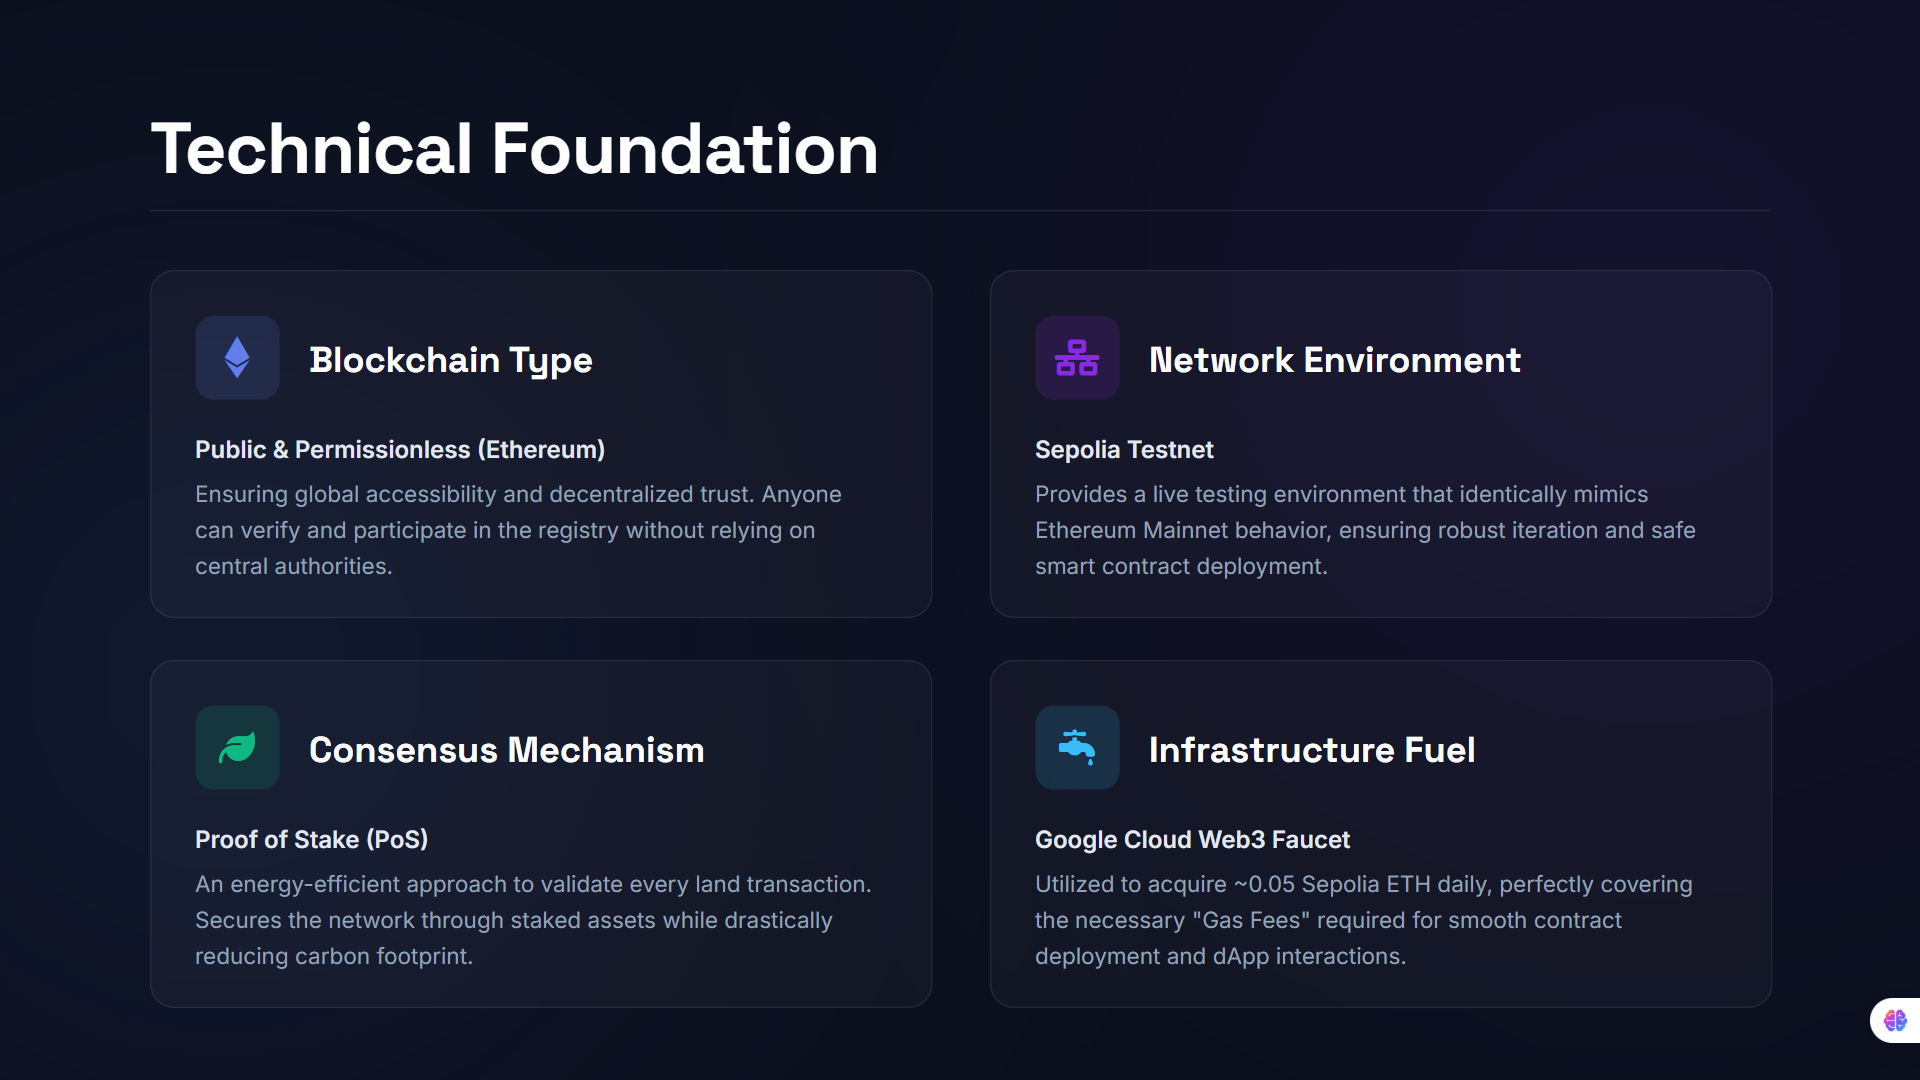 Technical Foundation
Blockchain Type
Public & Permissionless (Ethereum)
Ensuring global accessibility and decentralized trust. Anyone
can verify and participate in the registry without relying on
central authorities.
Network Environment
Sepolia Testnet
Provides a live testing environment that identically mimics
Ethereum Mainnet behavior, ensuring robust iteration and safe
smart contract deployment.
Consensus Mechanism
Proof of Stake (PoS)
An energy-efficient approach to validate every land transaction.
Secures the network through staked assets while drastically
reducing carbon footprint.
Infrastructure Fuel
Google Cloud Web3 Faucet
Utilized to acquire ~0.05 Sepolia ETH daily, perfectly covering
the necessary "Gas Fees" required for smooth contract
deployment and dApp interactions.